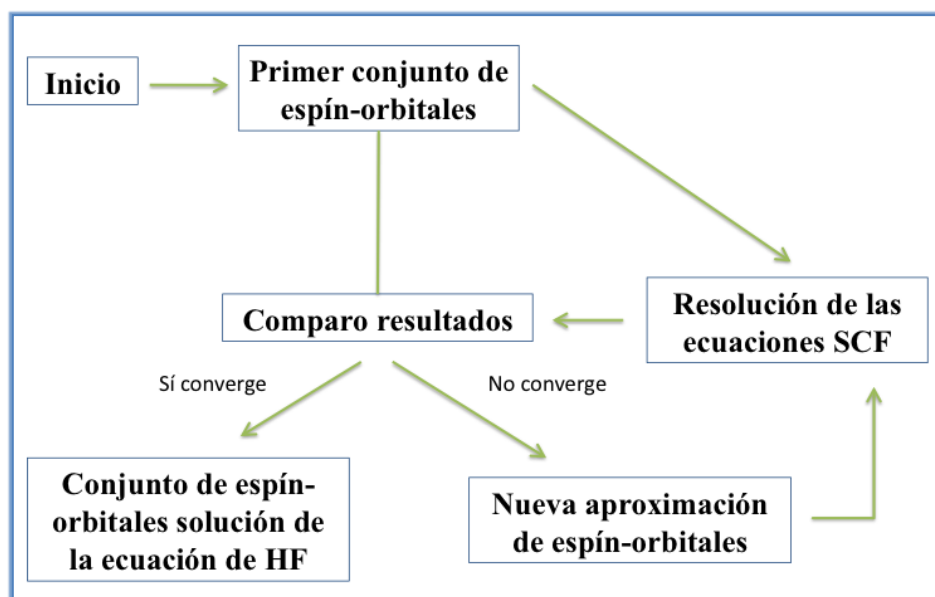 Inicio
Primer conjunto de
espín-orbitales
Comparo resultados
Resolución de las
ecuaciones SCF
Sí converge
No converge
Conjunto de espín-
orbitales solución de
la ecuación de HF
Nueva aproximación
de espín-orbitales